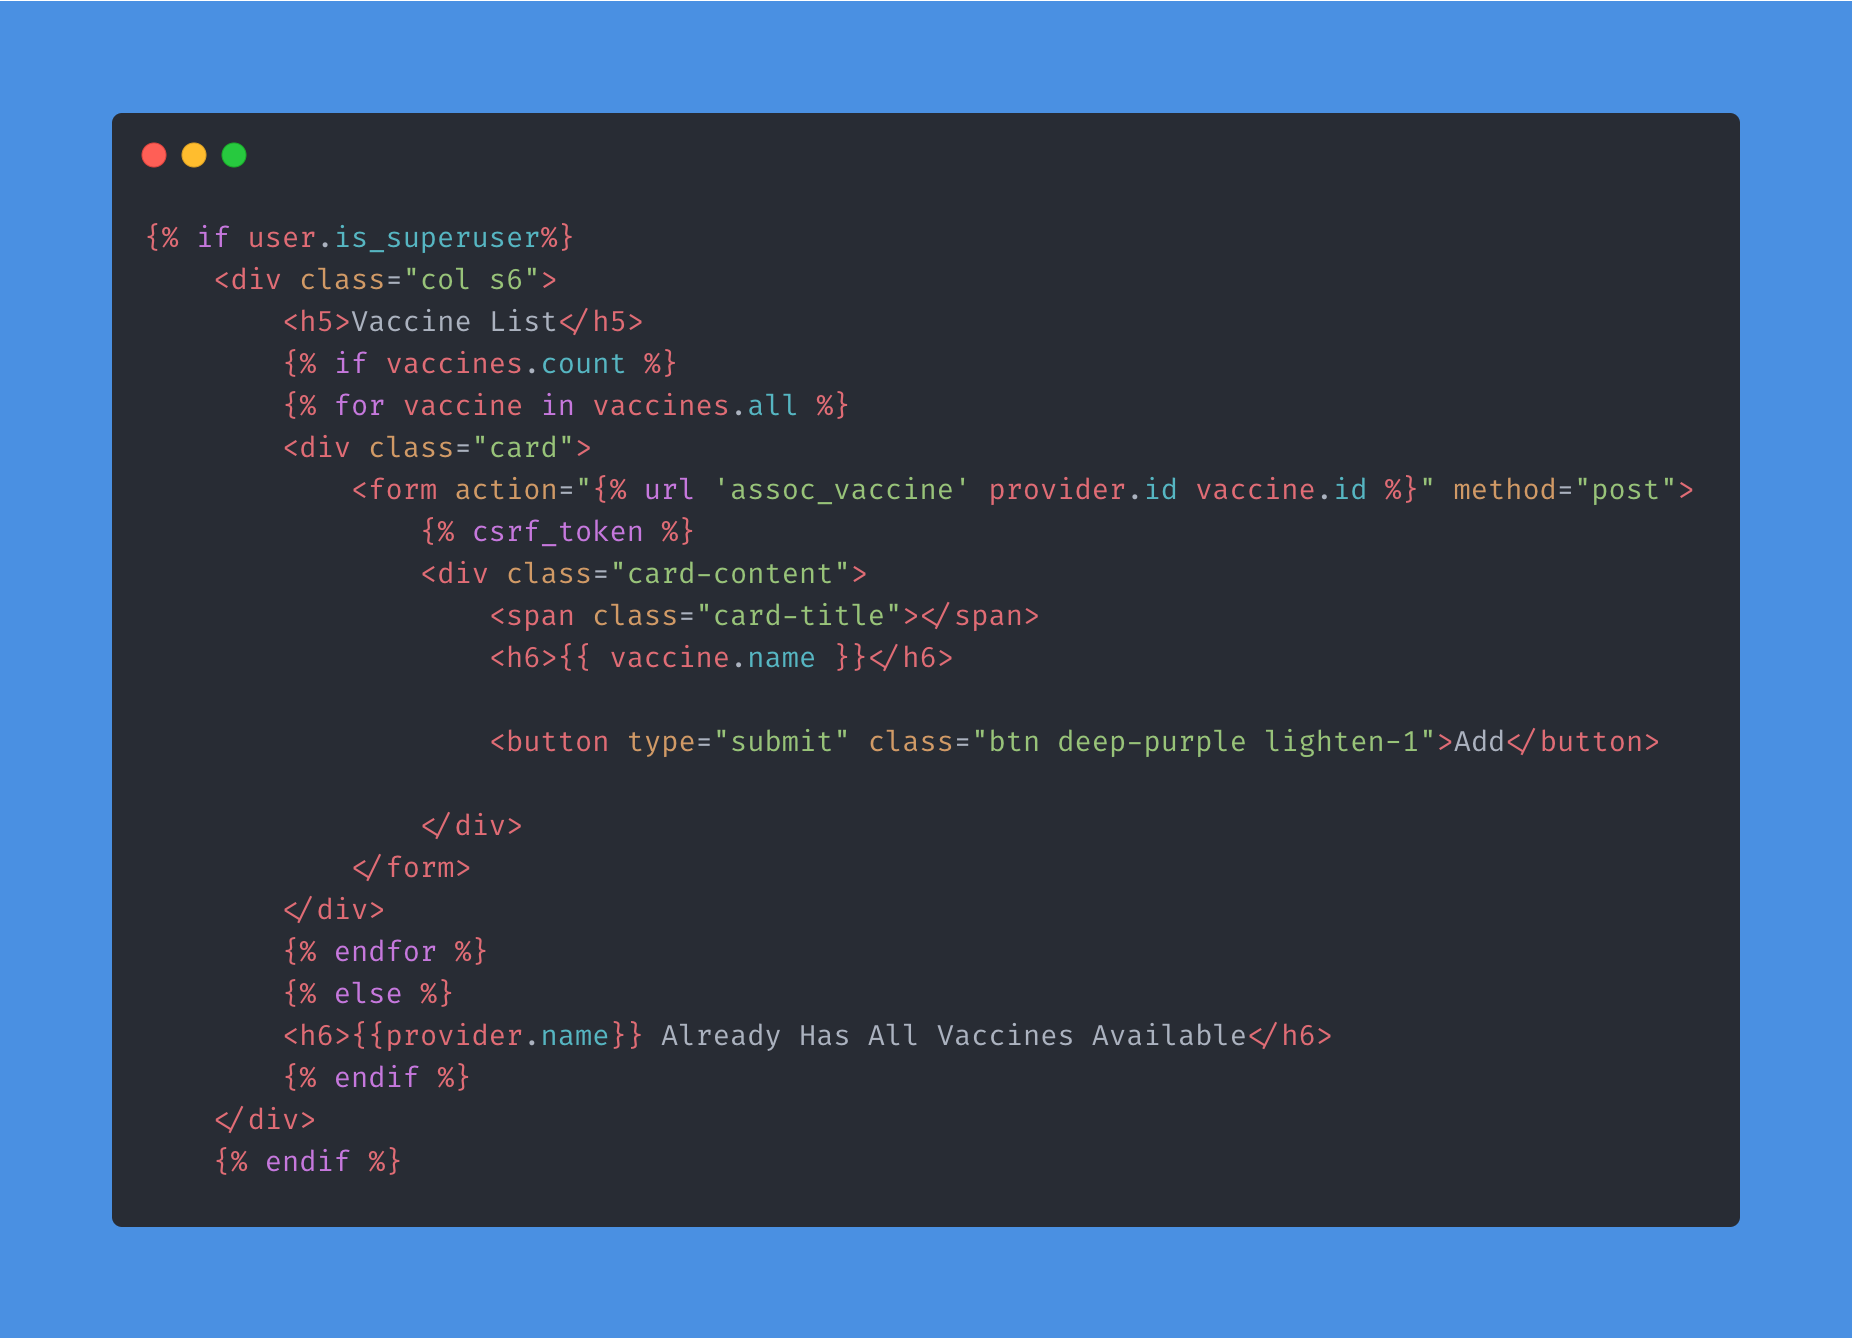 {% if user.is_superuser%}
    <div class="col s6">
        <h5>Vaccine List</h5>
        {% if vaccines.count %}
        {% for vaccine in vaccines.all %}
        <div class="card">
            <form action="{% url 'assoc_vaccine' provider.id vaccine.id %}" method="post">
                {% csrf_token %}
                <div class="card-content">
                    <span class="card-title"></span>
                    <h6>{{ vaccine.name }}</h6>

                    <button type="submit" class="btn deep-purple lighten-1">Add</button>

                </div>
            </form>
        </div>
        {% endfor %}
        {% else %}
        <h6>{{provider.name}} Already Has All Vaccines Available</h6>
        {% endif %}
    </div>
    {% endif %}